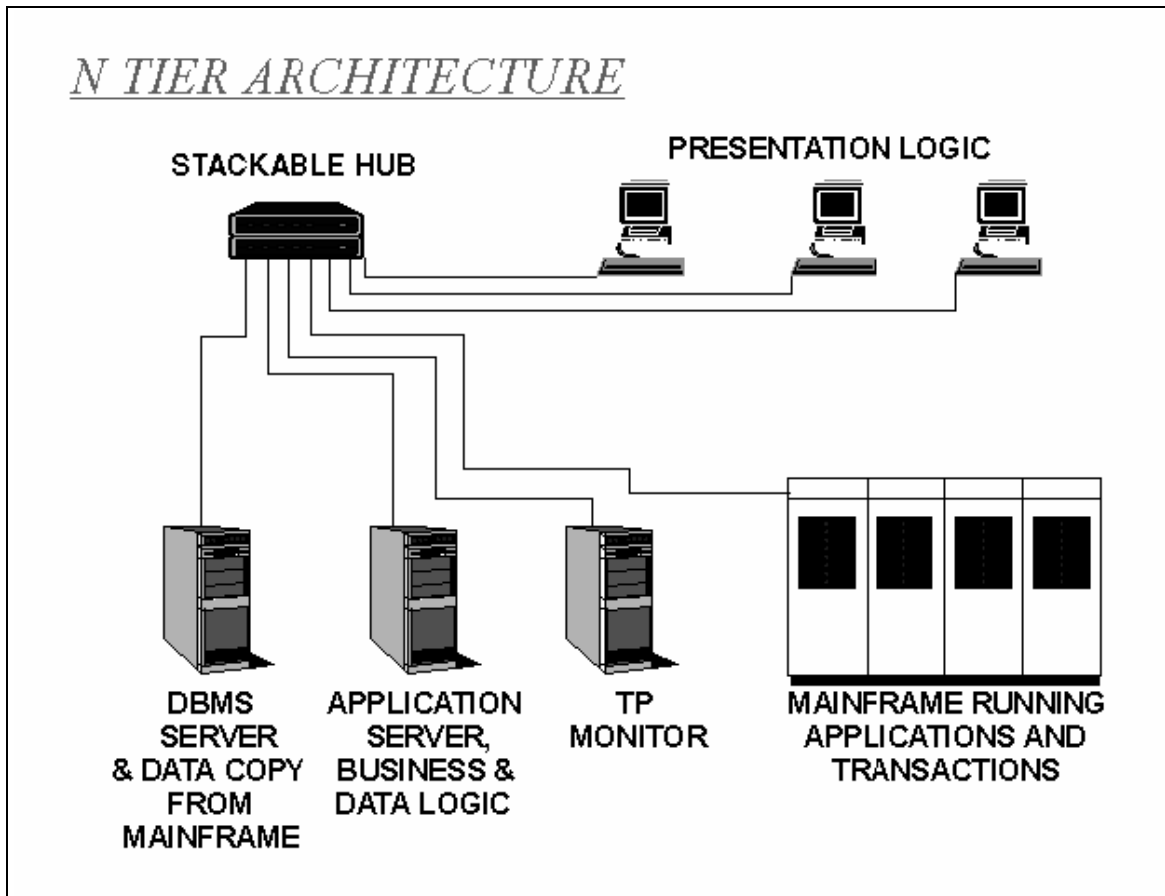 N TIER ARCHITECTURE
STACKABLE HUB
PRESENTATION LOGIC
DBMS
SERVER
& DATA COPY
FROM
MAINFRAME
APPLICATION
SERVER,
BUSINESS &
DATA LOGIC
TP
MONITOR
MAINFRAME RUNNING
APPLICATIONS AND
TRANSACTIONS